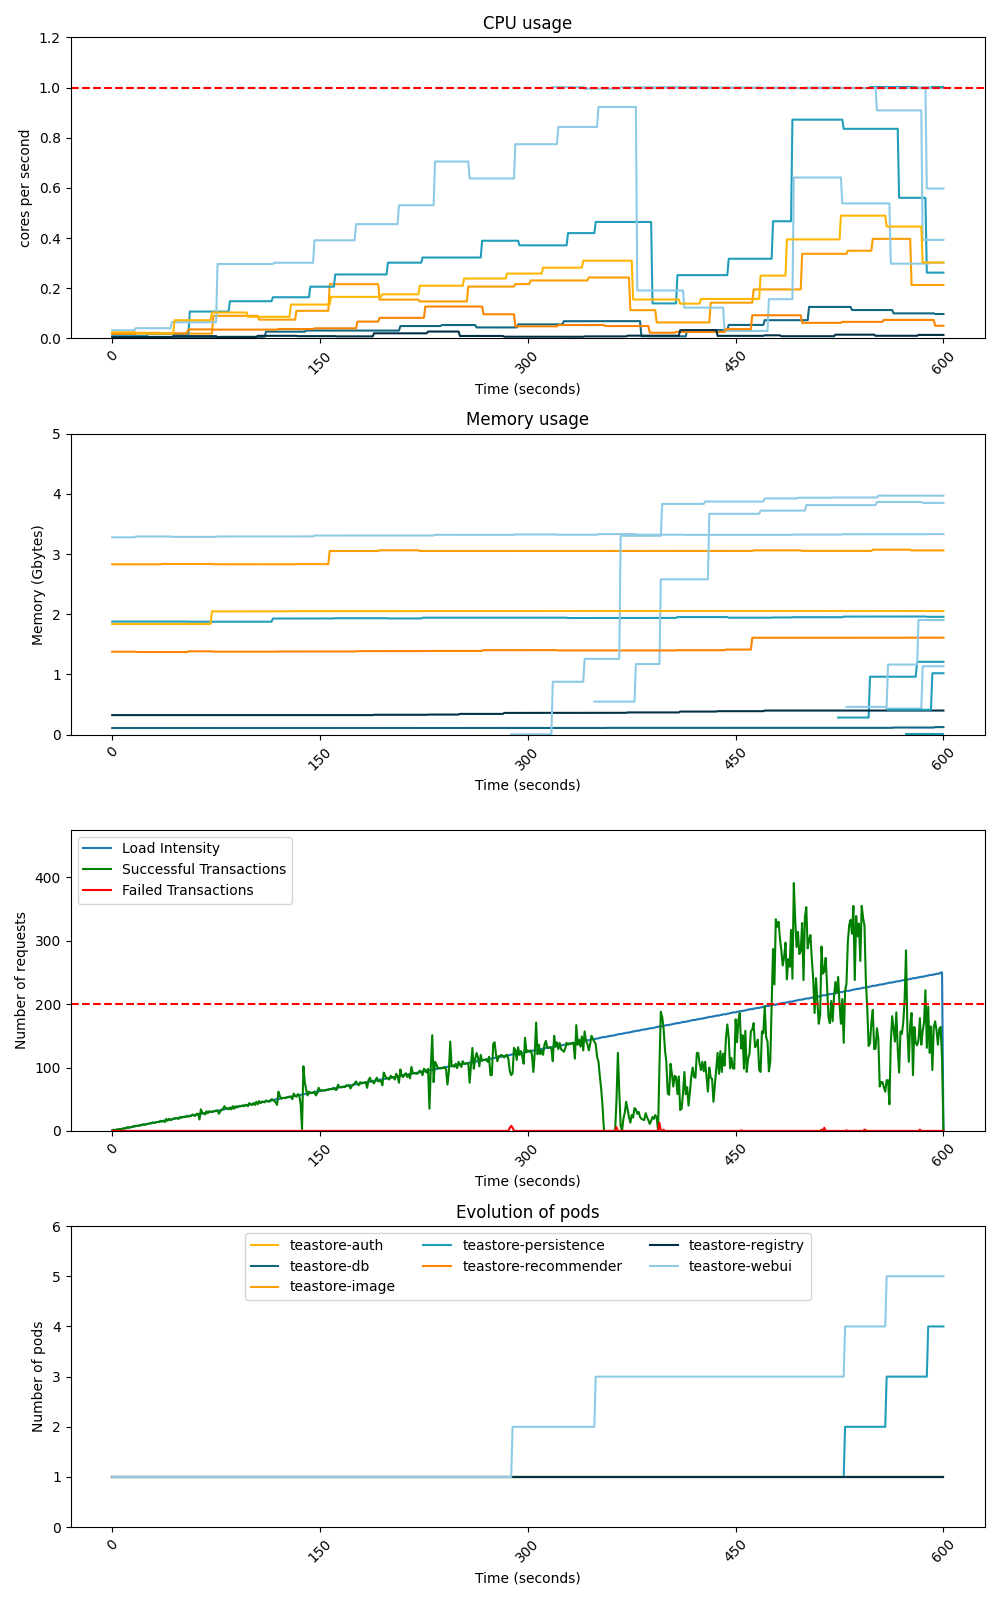 CPU usage
1.2
1.0
0.8
0.6
0.4
0.2
0.0
cores per second
0
150
300
450
600
Time (seconds)
Memory usage
5
4
3
2
1
0
Memory (Gbytes)
0
150
300
450
600
Time (seconds)
Load Intensity
Successful Transactions
Failed Transactions
400
300
200
100
0
Number of requests
0
150
300
450
600
Time (seconds)
Evolution of pods
teastore-auth
teastore-db
teastore-image
teastore-persistence
teastore-recommender
teastore-registry
teastore-webui
6
5
4
3
2
1
0
Number of pods
0
150
300
450
600
Time (seconds)